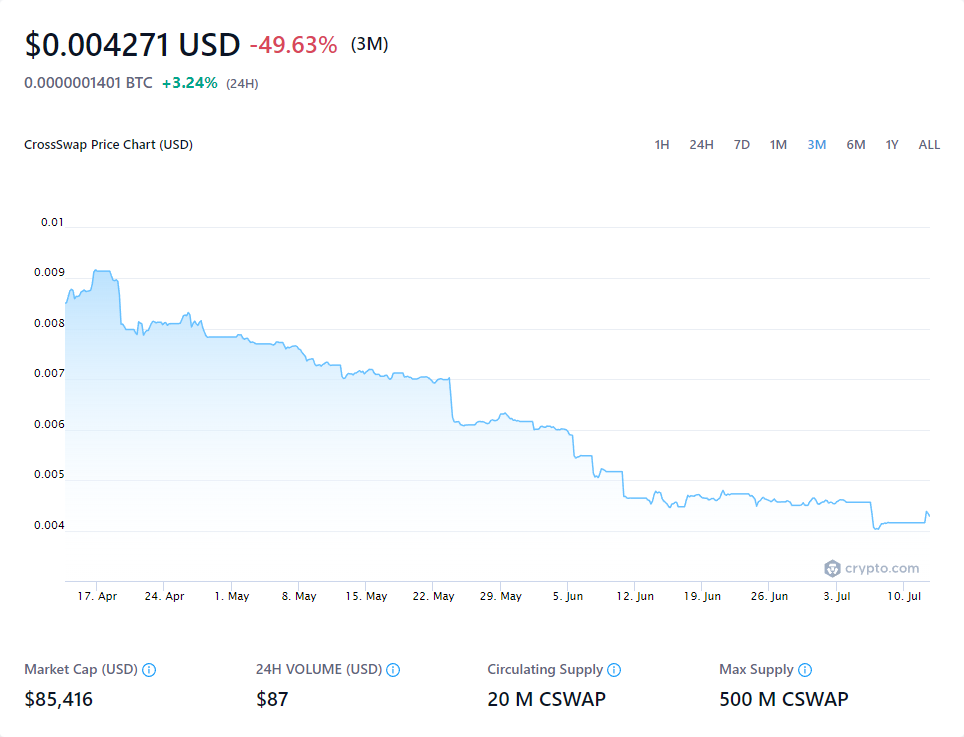 $0.004271 USD -49.63% (3M)
0.0000001401 BTC +3.24% (24H)
CrossSwap Price Chart (USD) 1H 24H 7D 1M 3M 6M 1Y ALL
0.01
0.009
0.008
0.007
0.006
0.005
0.004
crypto.com
17. Apr 24. Apr 1. May 8. May 15. May 22. May 29. May 5. Jun 12. Jun 19. Jun 26. Jun 3. Jul 10. Jul
Market Cap (USD) 24H VOLUME (USD) Circulating Supply Max Supply
$85,416 $87 20 M CSWAP 500 M CSWAP